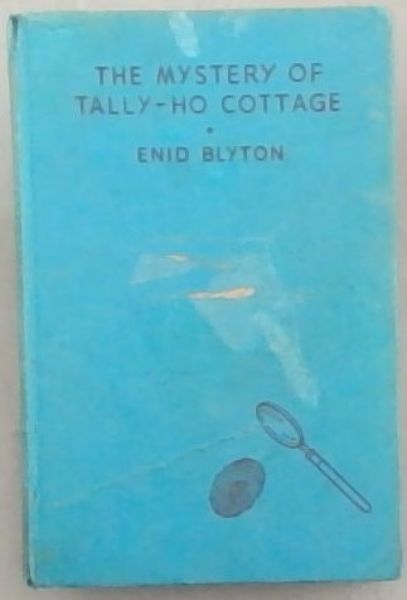 THE MYSTERY OF
TALLY-HO COTTAGE
•
ENID BLYTON